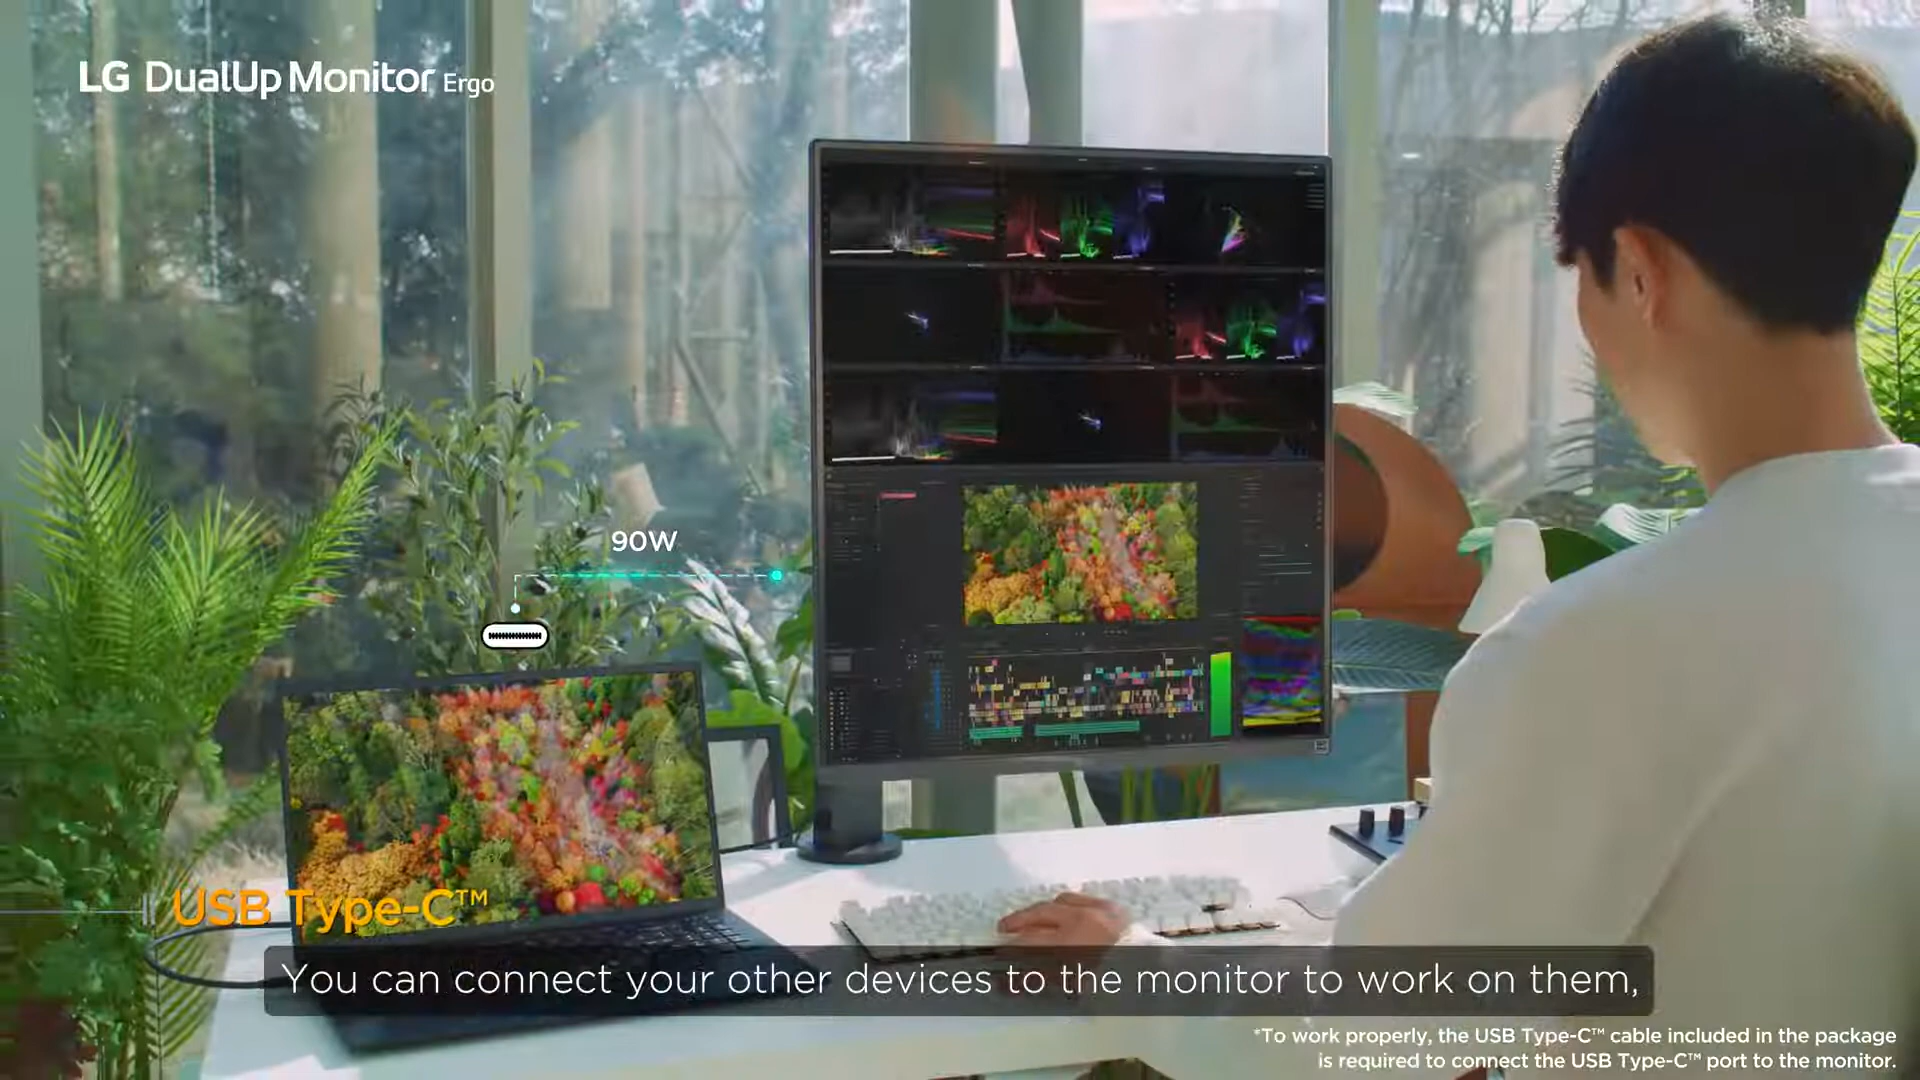 LG DualUp Monitor Ergo
90W
USB Type-C™
You can connect your other devices to the monitor to work on them,
*To work properly, the USB Type-C™ cable included in the package
is required to connect the USB Type-C™ port to the monitor.